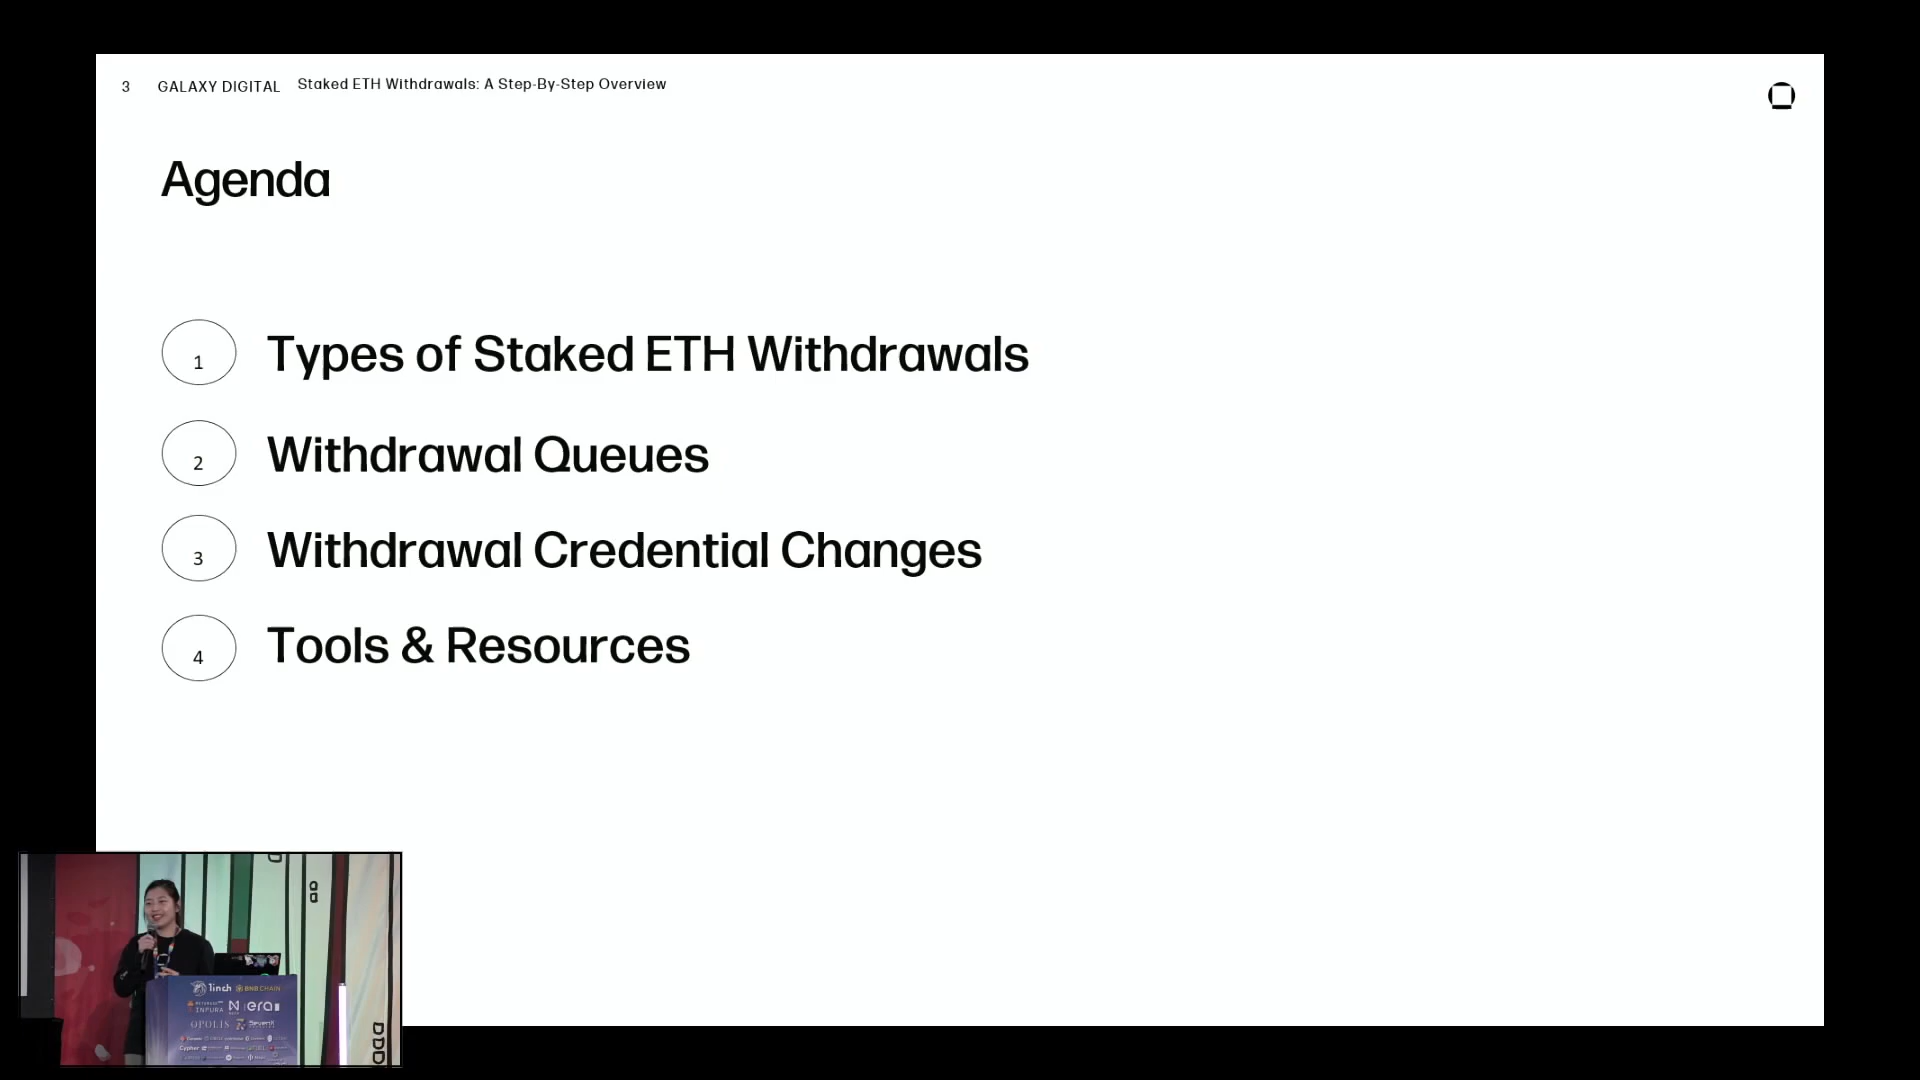 3 GALAXY DIGITAL Staked ETH Withdrawals: A Step-By-Step Overview
Agenda
1 Types of Staked ETH Withdrawals
2 Withdrawal Queues
3 Withdrawal Credential Changes
4 Tools & Resources
1inch BNB CHAIN
INFURA
OPOLIS
Cypher